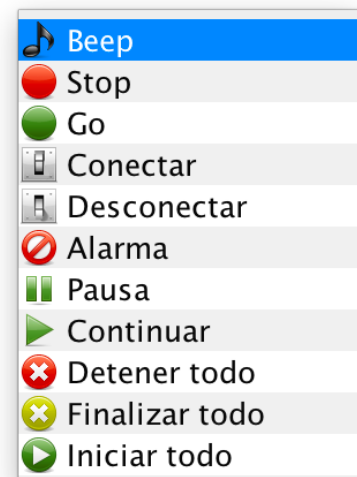 Beep
Stop
Go
Conectar
Desconectar
Alarma
Pausa
Continuar
Detener todo
Finalizar todo
Iniciar todo